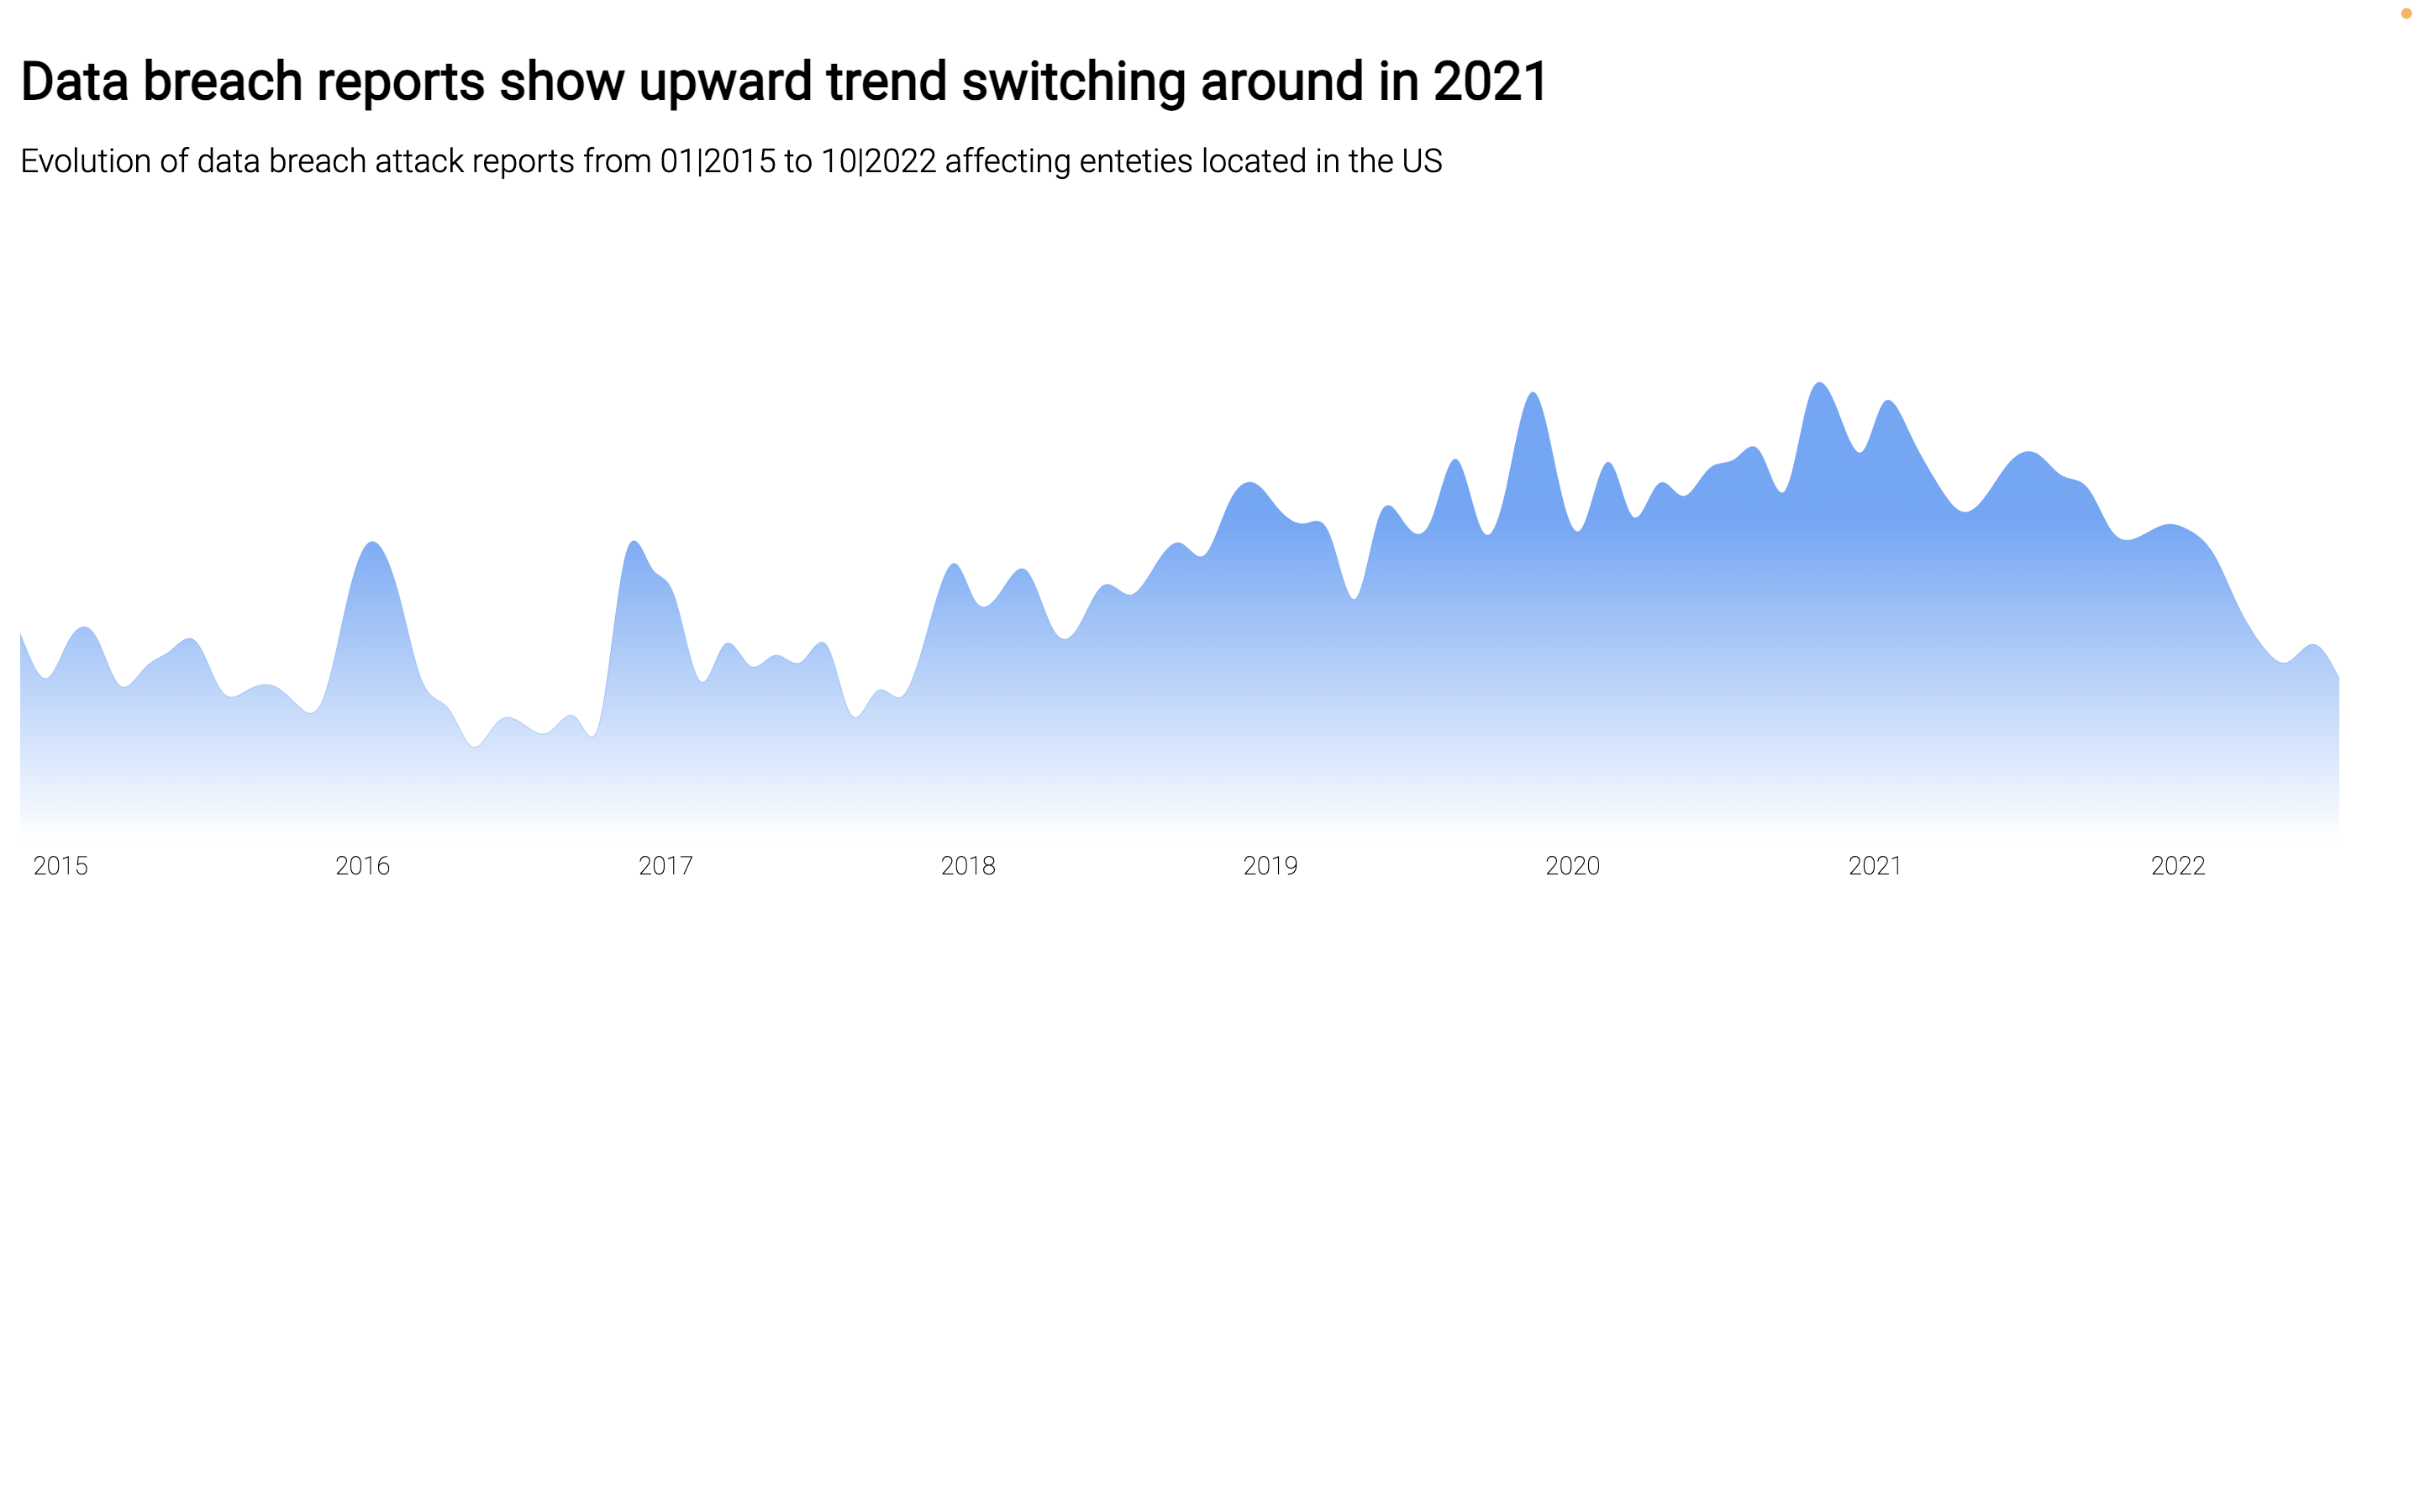 Data breach reports show upward trend switching around in 2021
Evolution of data breach attack reports from 01|2015 to 10|2022 affecting enteties located in the US
2015 2016 2017 2018 2019 2020 2021 2022